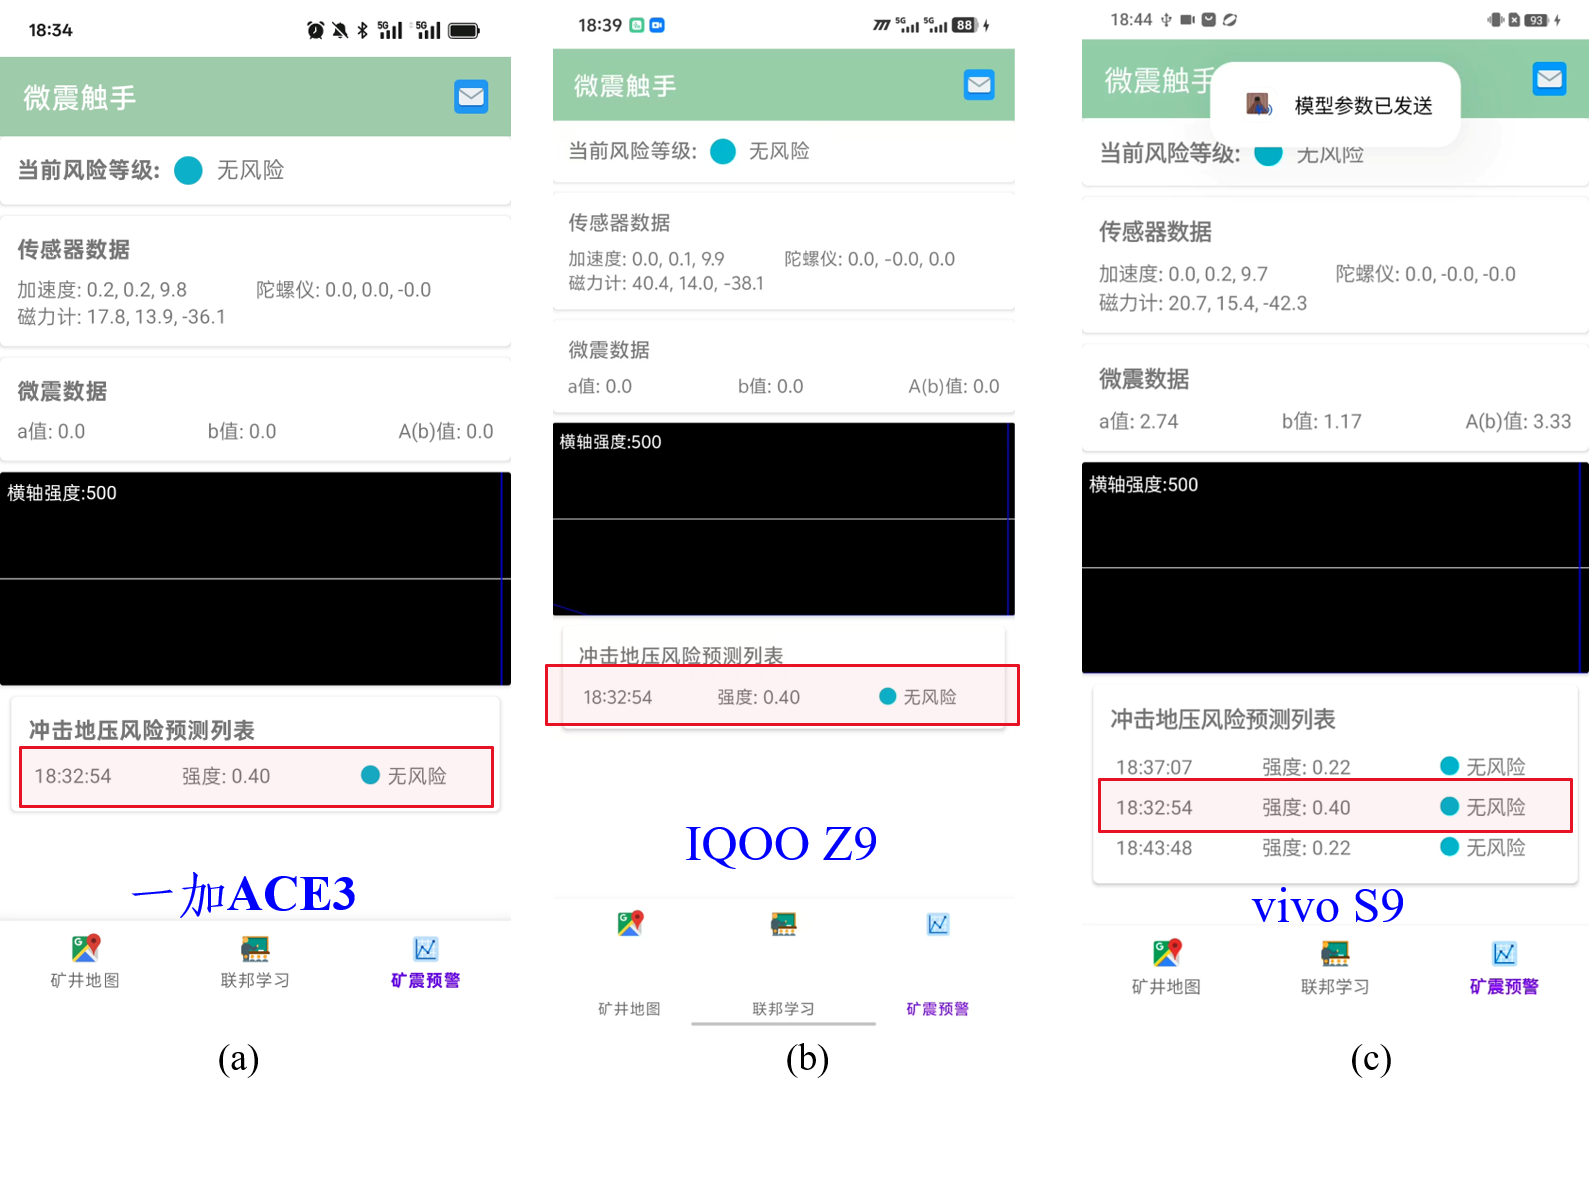 18:34
5G 5G
微震触手
当前风险等级: 无风险
传感器数据
加速度: 0.2, 0.2, 9.8 陀螺仪: 0.0, 0.0, -0.0
磁力计: 17.8, 13.9, -36.1
微震数据
a值: 0.0 b值: 0.0 A(b)值: 0.0
横轴强度:500
冲击地压风险预测列表
18:32:54 强度: 0.40 无风险
一加ACE3
矿井地图 联邦学习 矿震预警
(a)
18:39 5G 5G 88
微震触手
当前风险等级: 无风险
传感器数据
加速度: 0.0, 0.1, 9.9 陀螺仪: 0.0, -0.0, 0.0
磁力计: 40.4, 14.0, -38.1
微震数据
a值: 0.0 b值: 0.0 A(b)值: 0.0
横轴强度:500
冲击地压风险预测列表
18:32:54 强度: 0.40 无风险
IQOO Z9
矿井地图 联邦学习 矿震预警
(b)
18:44 93
微震触手
模型参数已发送
当前风险等级: 无风险
传感器数据
加速度: 0.0, 0.2, 9.7 陀螺仪: 0.0, -0.0, -0.0
磁力计: 20.7, 15.4, -42.3
微震数据
a值: 2.74 b值: 1.17 A(b)值: 3.33
横轴强度:500
冲击地压风险预测列表
18:37:07 强度: 0.22 无风险
18:32:54 强度: 0.40 无风险
18:43:48 强度: 0.22 无风险
vivo S9
矿井地图 联邦学习 矿震预警
(c)